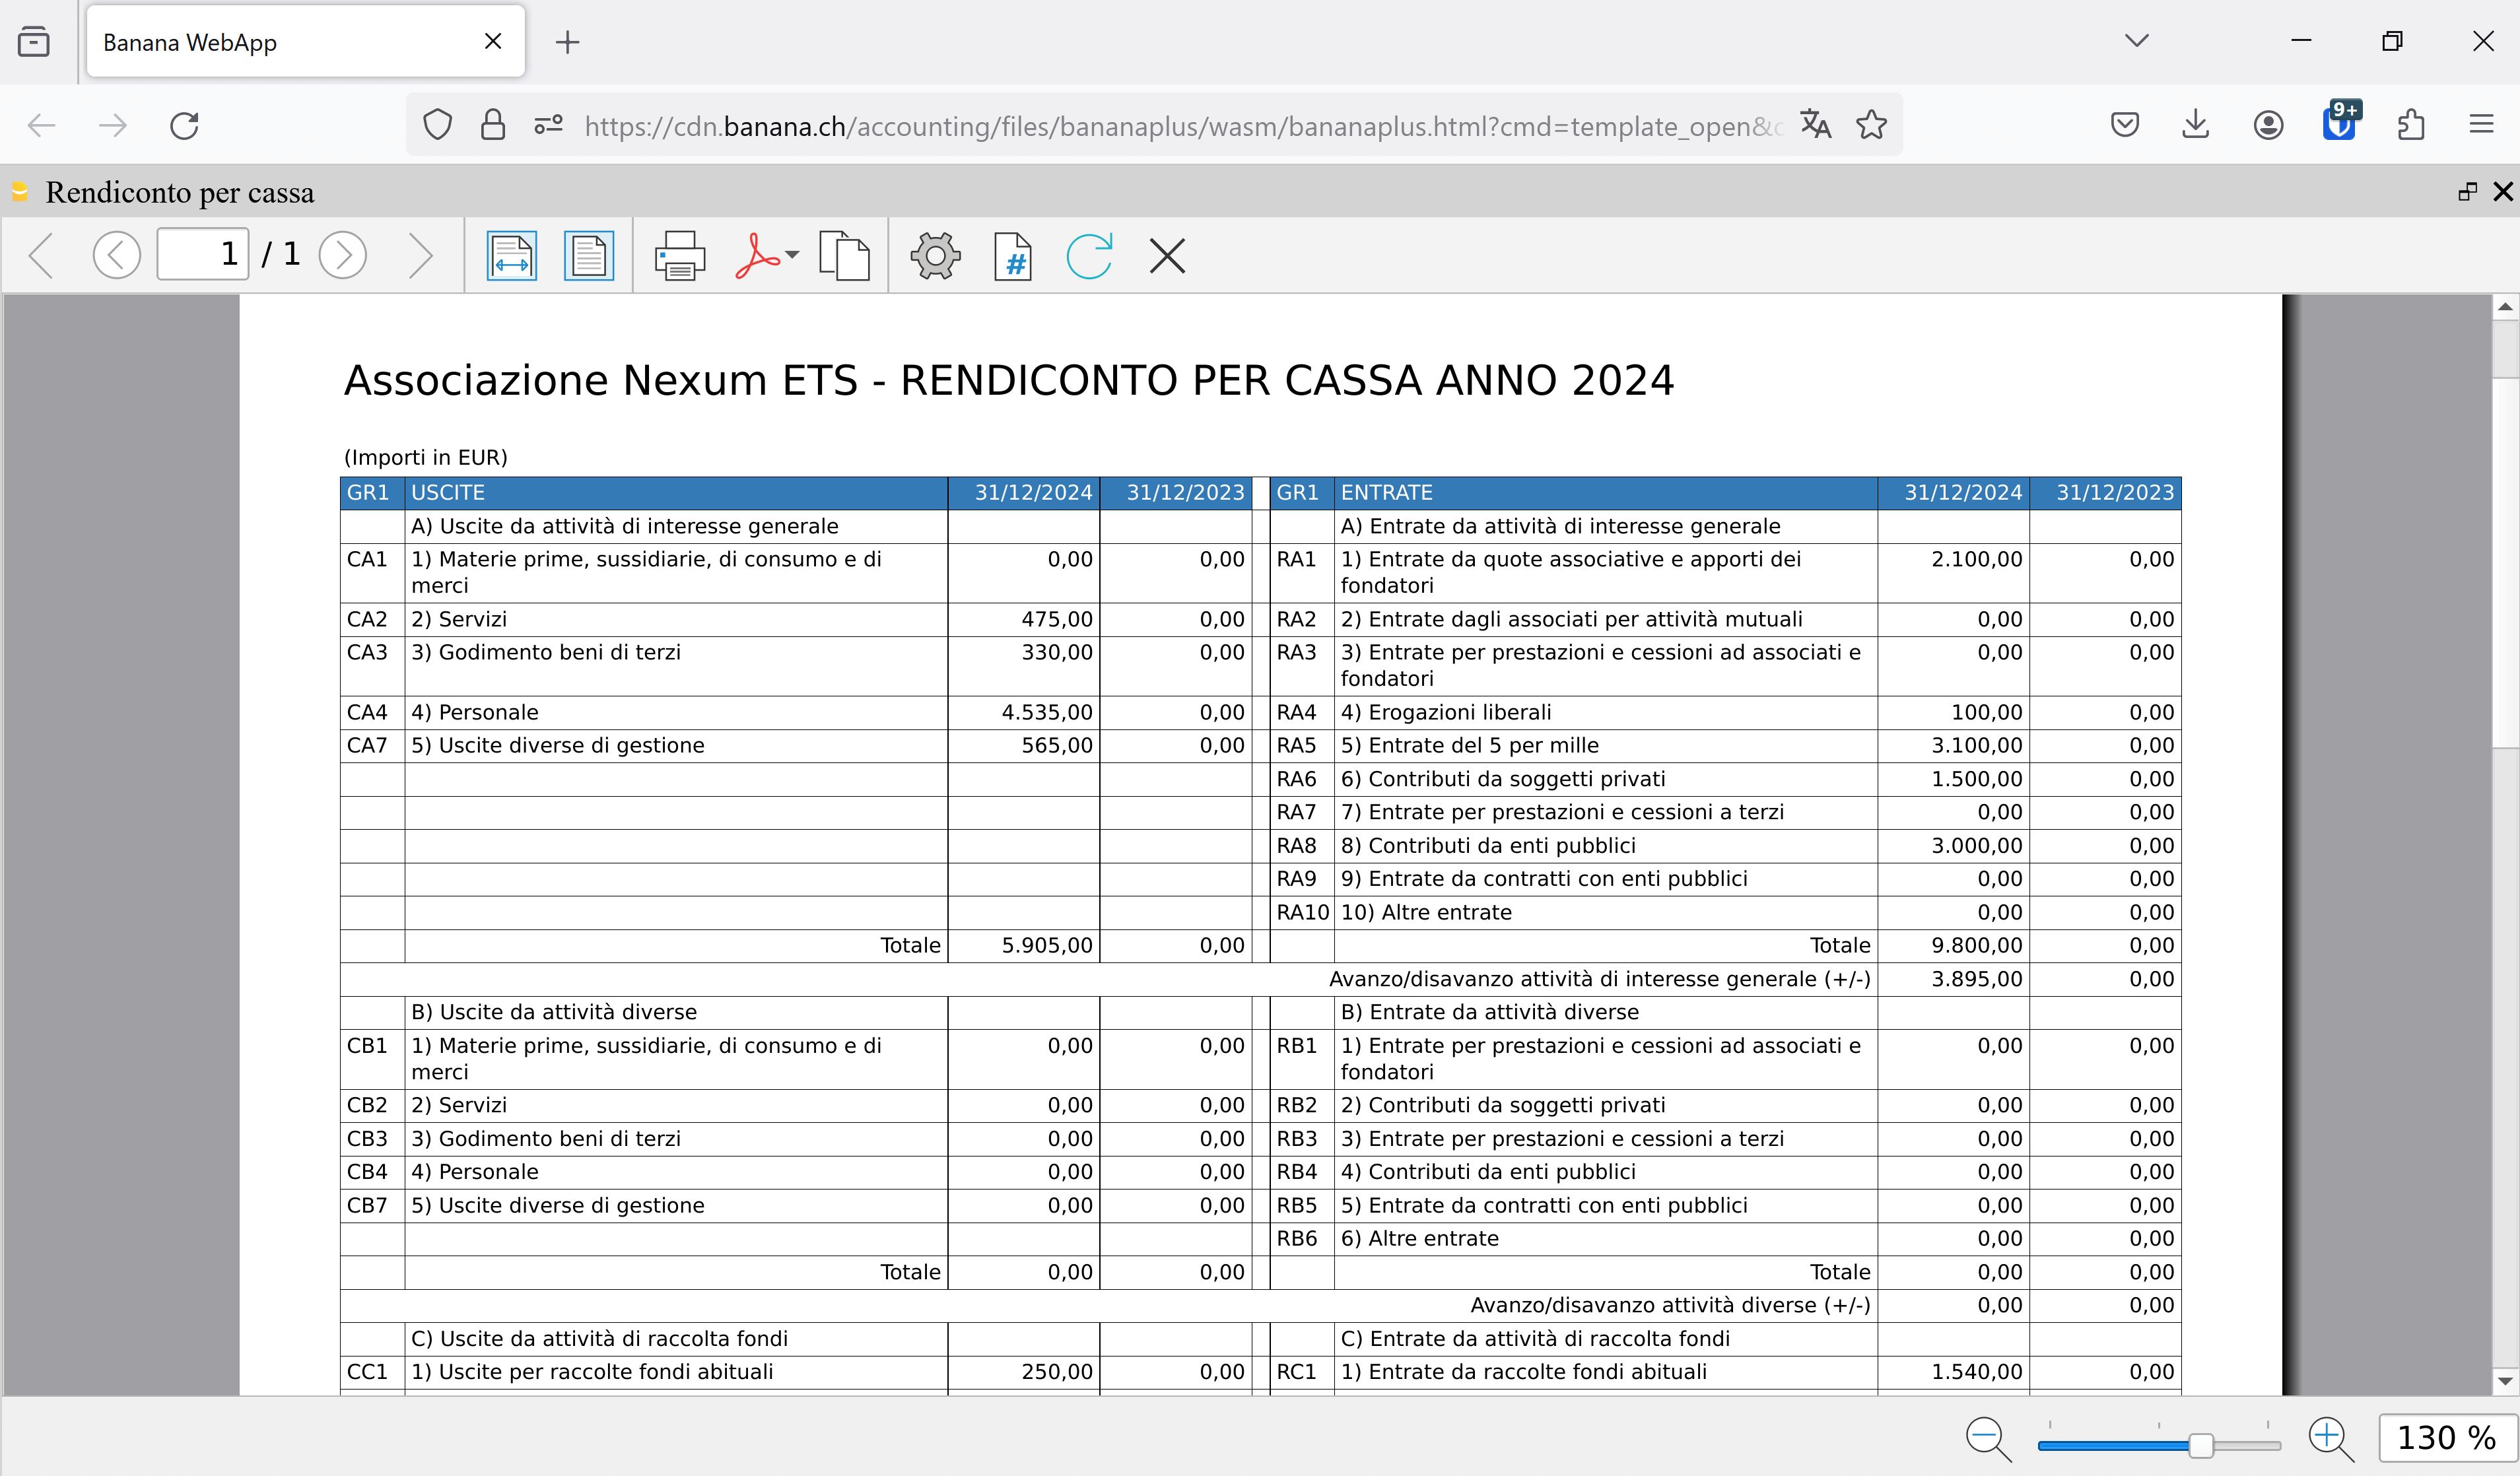 Banana WebApp
https://cdn.banana.ch/accounting/files/bananaplus/wasm/bananaplus.html?cmd=template_open&
9+
Rendiconto per cassa
1 / 1
#
Associazione Nexum ETS - RENDICONTO PER CASSA ANNO 2024
(Importi in EUR)
GR1 USCITE 31/12/2024 31/12/2023 GR1 ENTRATE 31/12/2024 31/12/2023
A) Uscite da attività di interesse generale A) Entrate da attività di interesse generale
CA1 1) Materie prime, sussidiarie, di consumo e di 0,00 0,00 RA1 1) Entrate da quote associative e apporti dei 2.100,00 0,00
merci fondatori
CA2 2) Servizi 475,00 0,00 RA2 2) Entrate dagli associati per attività mutuali 0,00 0,00
CA3 3) Godimento beni di terzi 330,00 0,00 RA3 3) Entrate per prestazioni e cessioni ad associati e 0,00 0,00
fondatori
CA4 4) Personale 4.535,00 0,00 RA4 4) Erogazioni liberali 100,00 0,00
CA7 5) Uscite diverse di gestione 565,00 0,00 RA5 5) Entrate del 5 per mille 3.100,00 0,00
RA6 6) Contributi da soggetti privati 1.500,00 0,00
RA7 7) Entrate per prestazioni e cessioni a terzi 0,00 0,00
RA8 8) Contributi da enti pubblici 3.000,00 0,00
RA9 9) Entrate da contratti con enti pubblici 0,00 0,00
RA10 10) Altre entrate 0,00 0,00
Totale 5.905,00 0,00 Totale 9.800,00 0,00
Avanzo/disavanzo attività di interesse generale (+/-) 3.895,00 0,00
B) Uscite da attività diverse B) Entrate da attività diverse
CB1 1) Materie prime, sussidiarie, di consumo e di 0,00 0,00 RB1 1) Entrate per prestazioni e cessioni ad associati e 0,00 0,00
merci fondatori
CB2 2) Servizi 0,00 0,00 RB2 2) Contributi da soggetti privati 0,00 0,00
CB3 3) Godimento beni di terzi 0,00 0,00 RB3 3) Entrate per prestazioni e cessioni a terzi 0,00 0,00
CB4 4) Personale 0,00 0,00 RB4 4) Contributi da enti pubblici 0,00 0,00
CB7 5) Uscite diverse di gestione 0,00 0,00 RB5 5) Entrate da contratti con enti pubblici 0,00 0,00
RB6 6) Altre entrate 0,00 0,00
Totale 0,00 0,00 Totale 0,00 0,00
Avanzo/disavanzo attività diverse (+/-) 0,00 0,00
C) Uscite da attività di raccolta fondi C) Entrate da attività di raccolta fondi
CC1 1) Uscite per raccolte fondi abituali 250,00 0,00 RC1 1) Entrate da raccolte fondi abituali 1.540,00 0,00
130 %